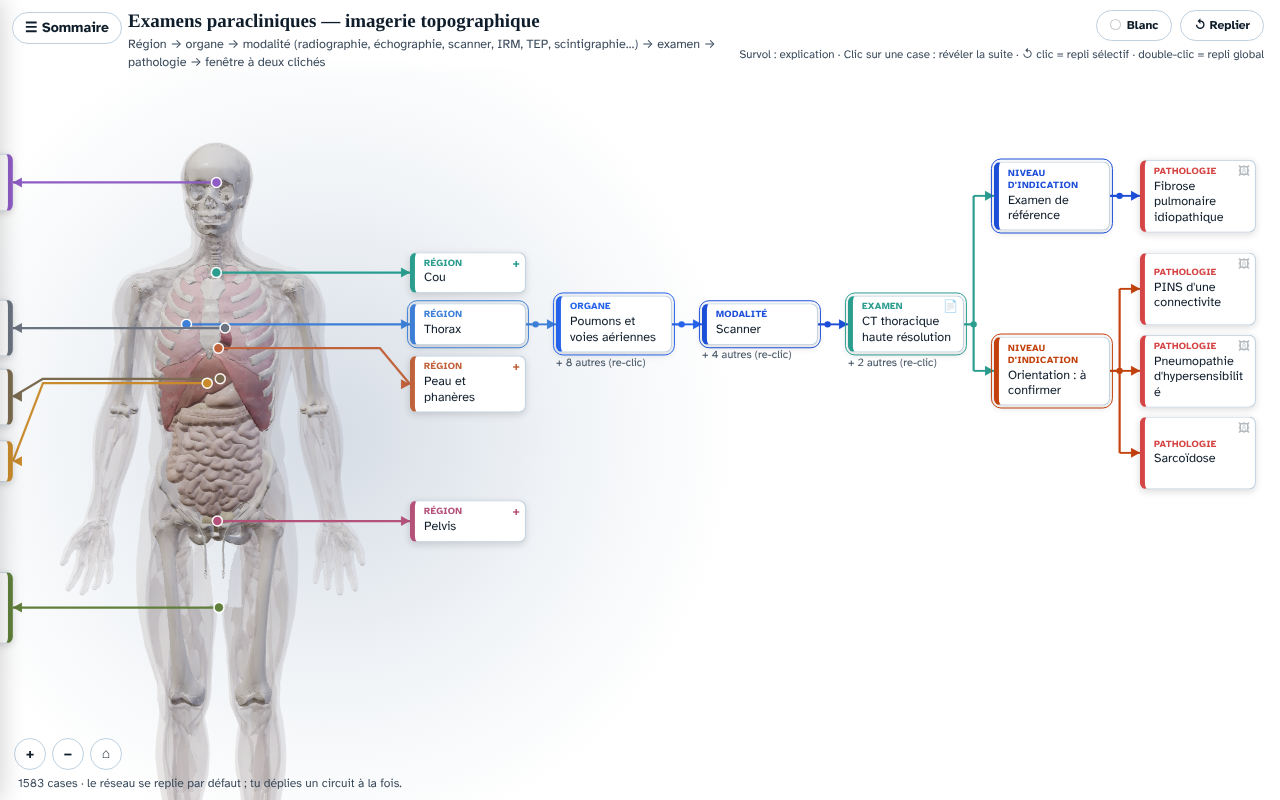 ☰ Sommaire
Examens paracliniques — imagerie topographique
Région → organe → modalité (radiographie, échographie, scanner, IRM, TEP, scintigraphie…) → examen →
pathologie → fenêtre à deux clichés
Blanc
↺ Replier
Survol : explication · Clic sur une case : révéler la suite · ↺ clic = repli sélectif · double-clic = repli global
RÉGION +
Cou
RÉGION
Thorax
RÉGION +
Peau et
phanères
RÉGION +
Pelvis
ORGANE
Poumons et
voies aériennes
+ 8 autres (re-clic)
MODALITÉ
Scanner
+ 4 autres (re-clic)
EXAMEN
CT thoracique
haute résolution
+ 2 autres (re-clic)
NIVEAU
D'INDICATION
Examen de
référence
NIVEAU
D'INDICATION
Orientation : à
confirmer
PATHOLOGIE
Fibrose
pulmonaire
idiopathique
PATHOLOGIE
PINS d'une
connectivite
PATHOLOGIE
Pneumopathie
d'hypersensibilit
é
PATHOLOGIE
Sarcoïdose
+ − ⌂
1583 cases · le réseau se replie par défaut ; tu déplies un circuit à la fois.